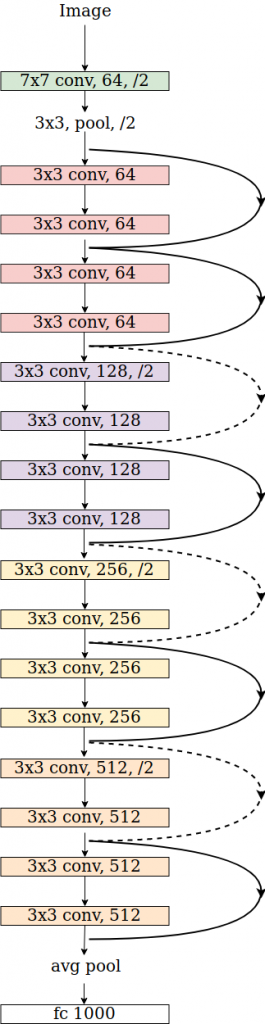 Image
7x7 conv, 64, /2
3x3, pool, /2
3x3 conv, 64
3x3 conv, 64
3x3 conv, 64
3x3 conv, 64
3x3 conv, 128, /2
3x3 conv, 128
3x3 conv, 128
3x3 conv, 128
3x3 conv, 256, /2
3x3 conv, 256
3x3 conv, 256
3x3 conv, 256
3x3 conv, 512, /2
3x3 conv, 512
3x3 conv, 512
3x3 conv, 512
avg pool
fc 1000